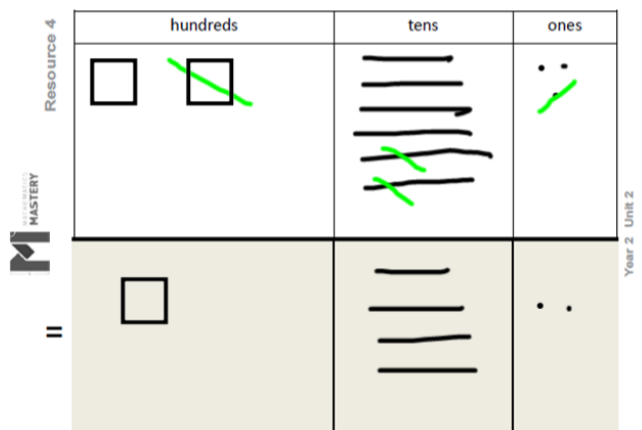 hundreds tens ones
Resource 4
MATHEMATICS
MASTERY
Year 2 Unit 2
=